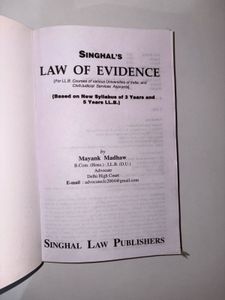 SINGHAL'S
LAW OF EVIDENCE
[For LL.B. Courses of various Universities of India and
Civil/Judicial Services Aspirants]
(Based on New Syllabus of 3 Years and
5 Years LL.B.)
by
Mayank Madhaw
B.Com. (Hons.) , LL.B. (D.U.)
Advocate
Delhi High Court
E-mail :
SINGHAL LAW PUBLISHERS